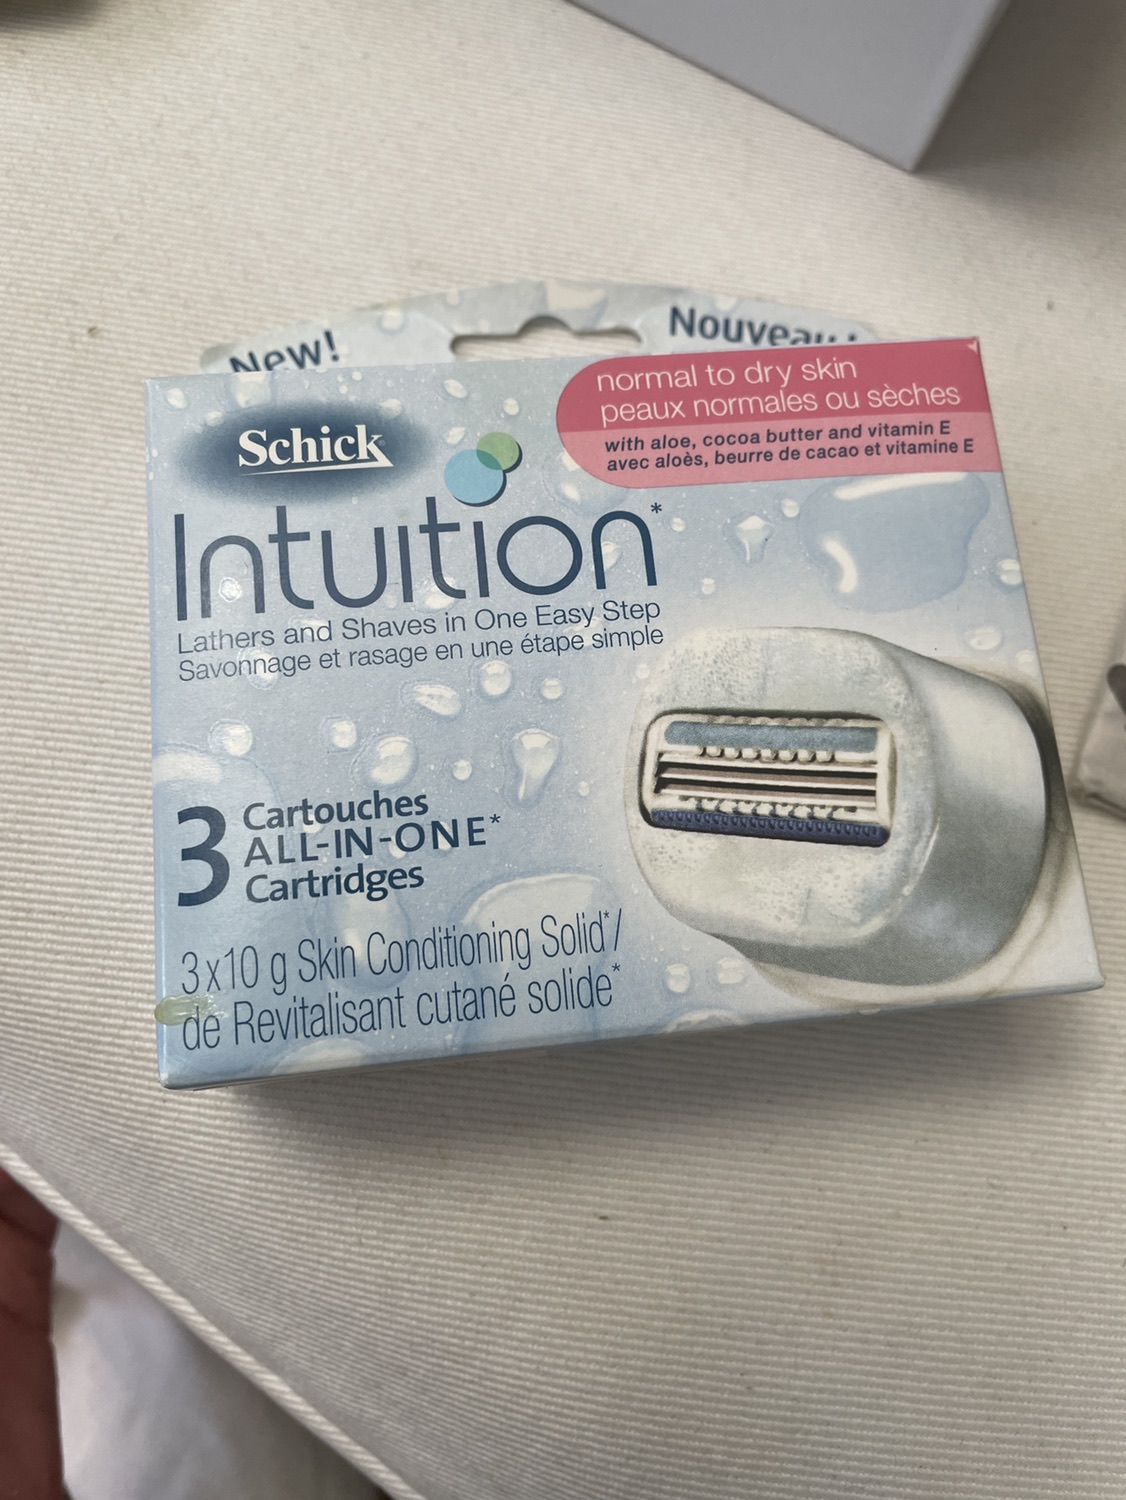 New!
Nouveau!
normal to dry skin
peaux normales ou sèches
with aloe, cocoa butter and vitamin E
avec aloès, beurre de cacao et vitamine E
Schick
Intuition*
Lathers and Shaves in One Easy Step
Savonnage et rasage en une étape simple
3 Cartouches
ALL-IN-ONE*
Cartridges
3x10 g Skin Conditioning Solid*/
de Revitalisant cutané solide*